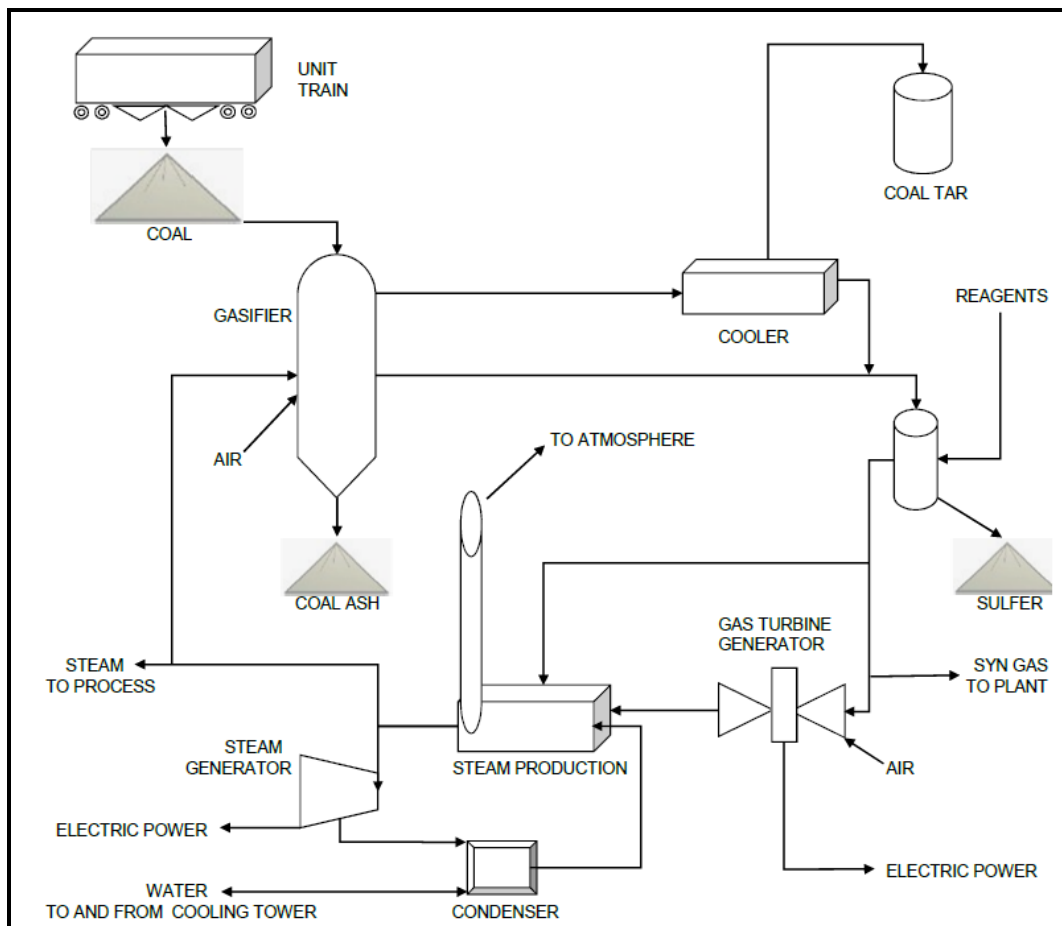 UNIT
TRAIN
COAL TAR
COAL
REAGENTS
GASIFIER
COOLER
TO ATMOSPHERE
AIR
COAL ASH
SULFER
GAS TURBINE
GENERATOR
STEAM
TO PROCESS
SYN GAS
TO PLANT
STEAM
GENERATOR
STEAM PRODUCTION
AIR
ELECTRIC POWER
ELECTRIC POWER
WATER
TO AND FROM COOLING TOWER
CONDENSER